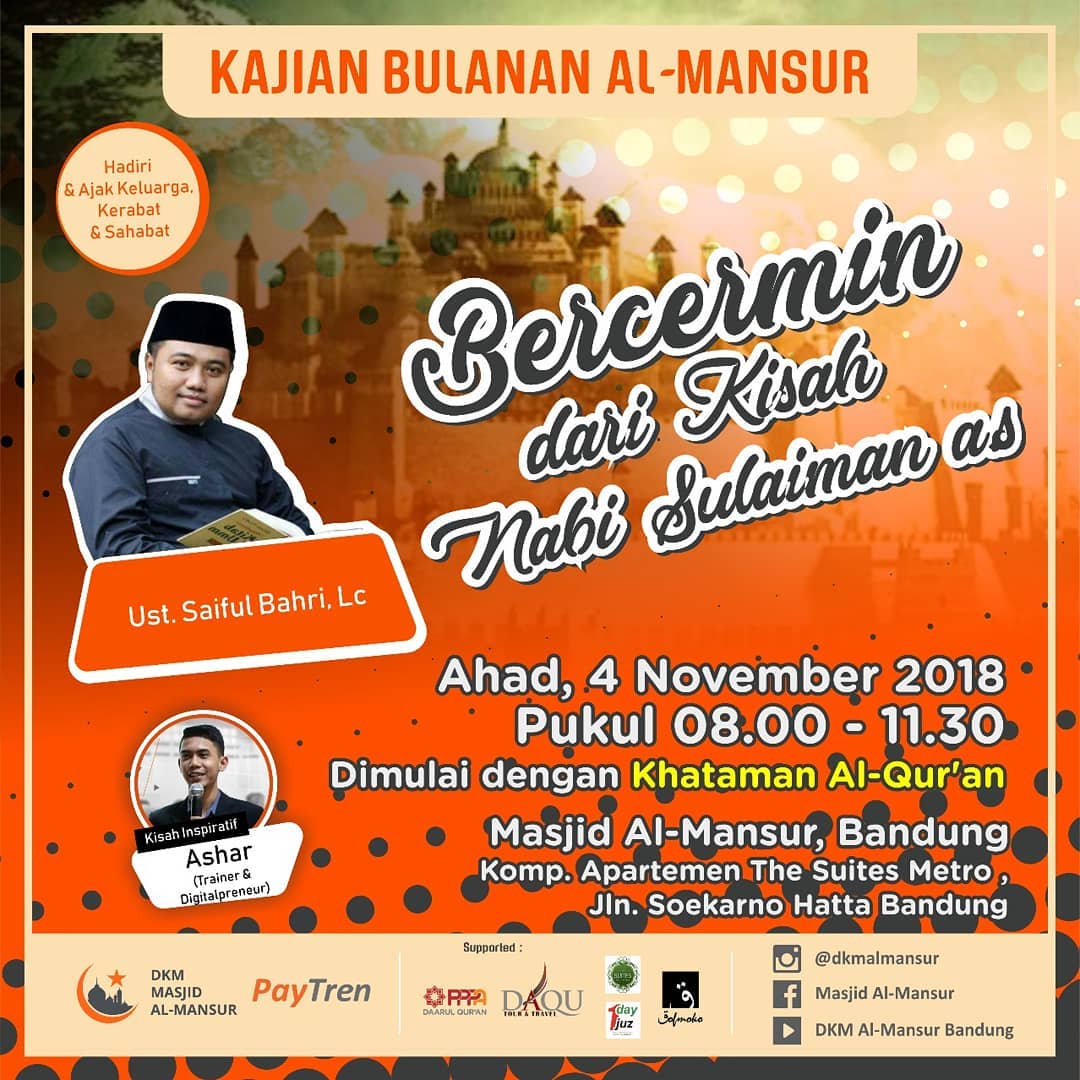 KAJIAN BULANAN AL-MANSUR
Hadiri
& Ajak Keluarga,
Kerabat
& Sahabat
Bercermin
dari Kisah
Nabi Sulaiman as
Ust. Saiful Bahri, Lc
Ahad, 4 November 2018
Pukul 08.00 - 11.30
Dimulai dengan Khataman Al-Qur'an
Masjid Al-Mansur, Bandung
Komp. Apartemen The Suites Metro ,
Jln. Soekarno Hatta Bandung
Kisah Inspiratif
Ashar
(Trainer &
Digitalpreneur)
DKM
MASJID
AL-MANSUR
PayTren
Supported :
PPPA
DAARUL QUR'AN
DAQU
TOUR & TRAVEL
SUITES
1day
1juz
@dkmalmansur
Masjid Al-Mansur
DKM Al-Mansur Bandung